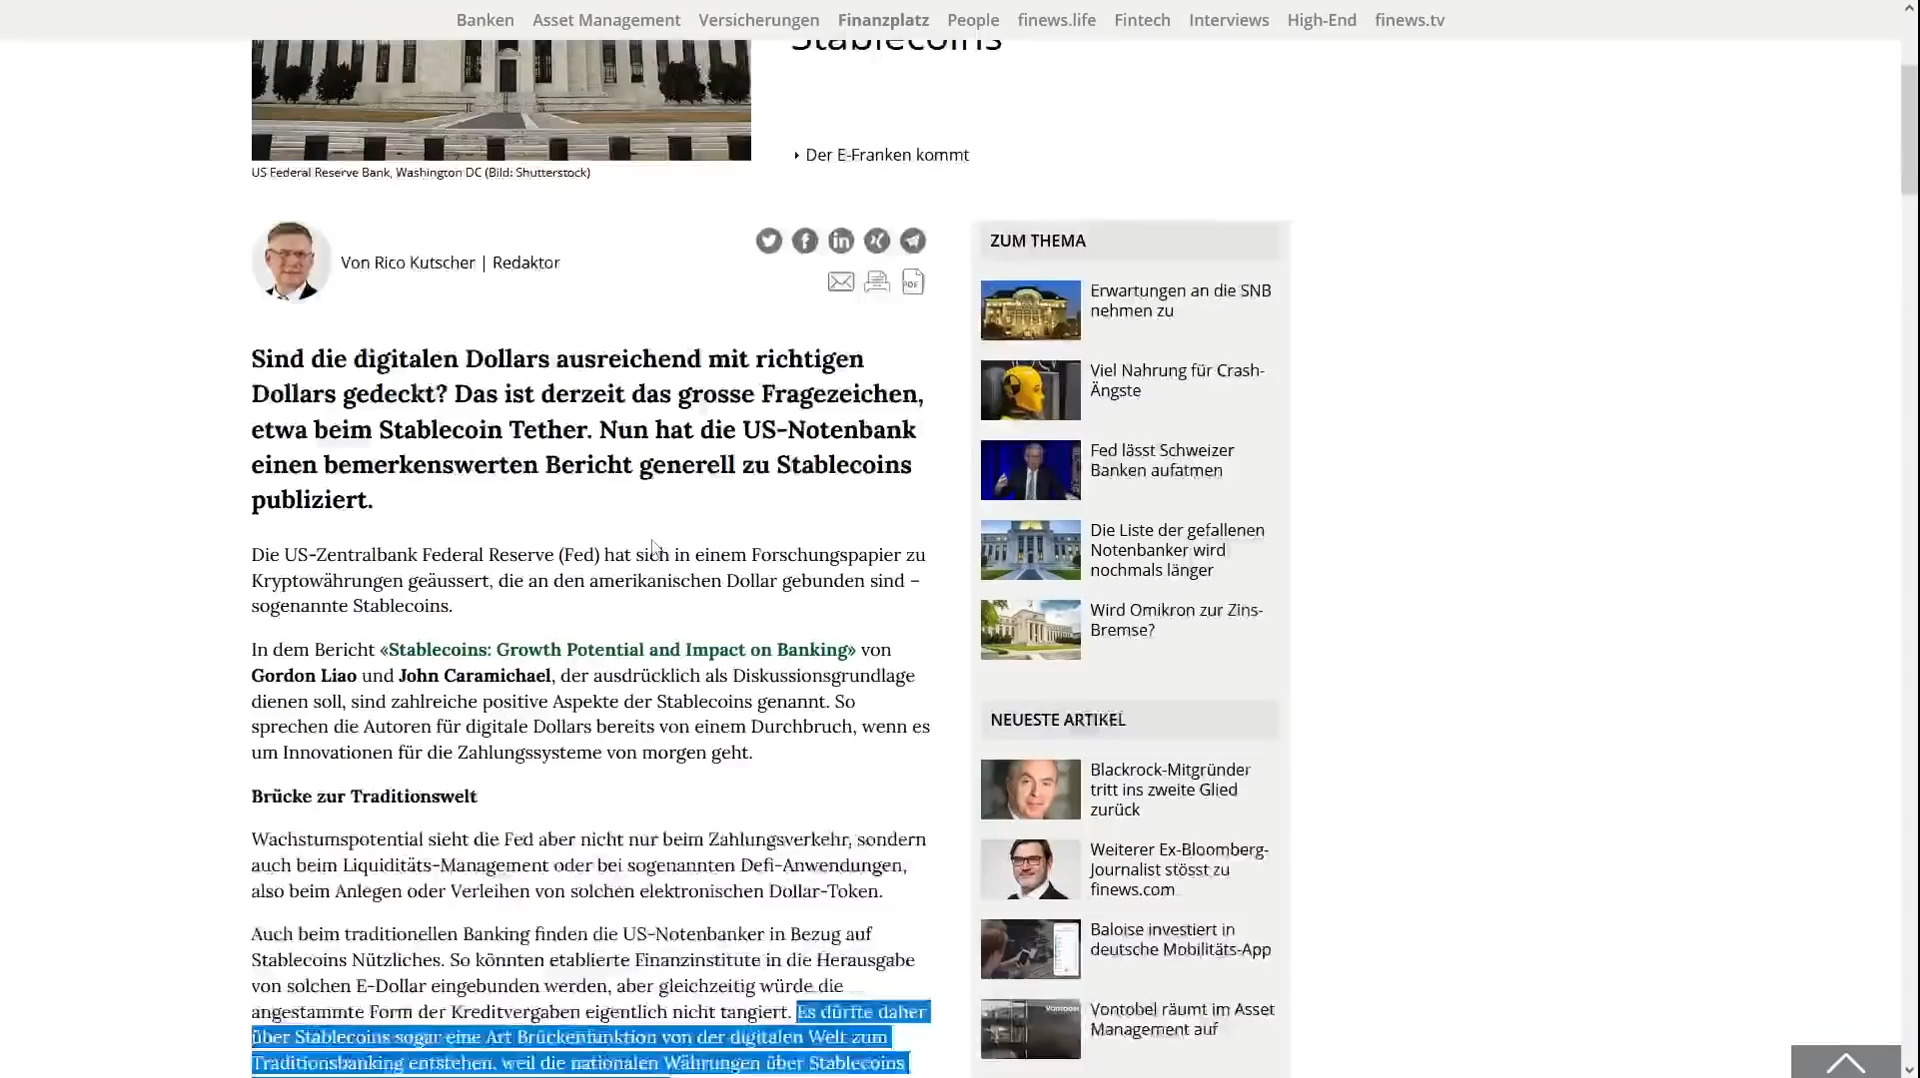 Banken Asset Management Versicherungen Finanzplatz People finews.life Fintech Interviews High-End finews.tv
Stablecoins
Der E-Franken kommt
US Federal Reserve Bank, Washington DC (Bild: Shutterstock)
Von Rico Kutscher | Redaktor
PDF
Sind die digitalen Dollars ausreichend mit richtigen
Dollars gedeckt? Das ist derzeit das grosse Fragezeichen,
etwa beim Stablecoin Tether. Nun hat die US-Notenbank
einen bemerkenswerten Bericht generell zu Stablecoins
publiziert.
Die US-Zentralbank Federal Reserve (Fed) hat sich in einem Forschungspapier zu
Kryptowährungen geäussert, die an den amerikanischen Dollar gebunden sind –
sogenannte Stablecoins.
In dem Bericht «Stablecoins: Growth Potential and Impact on Banking» von
Gordon Liao und John Caramichael, der ausdrücklich als Diskussionsgrundlage
dienen soll, sind zahlreiche positive Aspekte der Stablecoins genannt. So
sprechen die Autoren für digitale Dollars bereits von einem Durchbruch, wenn es
um Innovationen für die Zahlungssysteme von morgen geht.
Brücke zur Traditionswelt
Wachstumspotential sieht die Fed aber nicht nur beim Zahlungsverkehr, sondern
auch beim Liquiditäts-Management oder bei sogenannten Defi-Anwendungen,
also beim Anlegen oder Verleihen von solchen elektronischen Dollar-Token.
Auch beim traditionellen Banking finden die US-Notenbanker in Bezug auf
Stablecoins Nützliches. So könnten etablierte Finanzinstitute in die Herausgabe
von solchen E-Dollar eingebunden werden, aber gleichzeitig würde die
angestammte Form der Kreditvergaben eigentlich nicht tangiert. Es dürfte daher
über Stablecoins sogar eine Art Brückenfunktion von der digitalen Welt zum
Traditionsbanking entstehen, weil die nationalen Währungen über Stablecoins
ZUM THEMA
Erwartungen an die SNB
nehmen zu
Viel Nahrung für Crash-
Ängste
Fed lässt Schweizer
Banken aufatmen
Die Liste der gefallenen
Notenbanker wird
nochmals länger
Wird Omikron zur Zins-
Bremse?
NEUESTE ARTIKEL
Blackrock-Mitgründer
tritt ins zweite Glied
zurück
Weiterer Ex-Bloomberg-
Journalist stösst zu
finews.com
Baloise investiert in
deutsche Mobilitäts-App
Vontobel
Vontobel räumt im Asset
Management auf